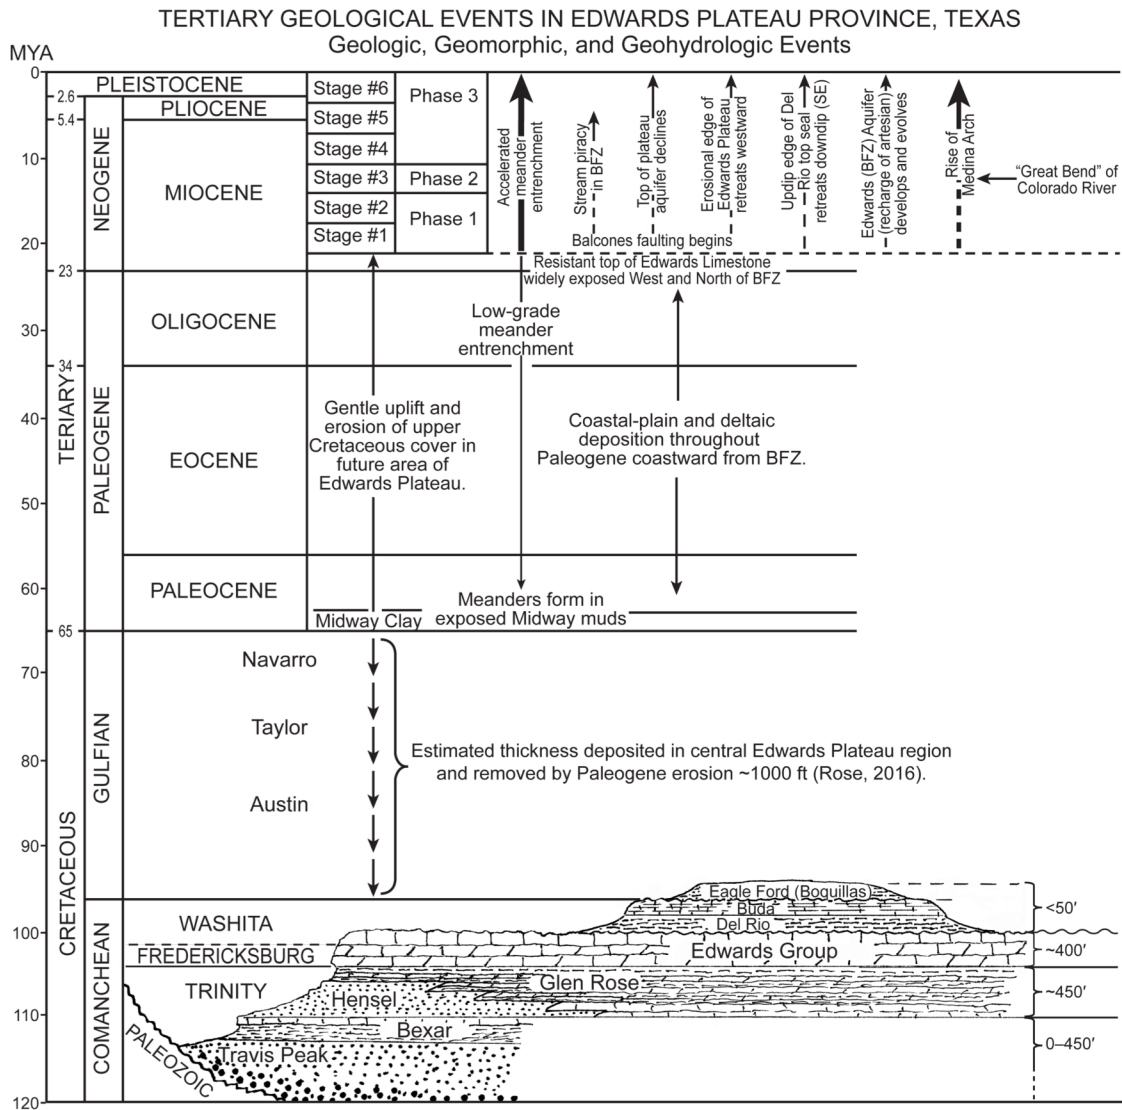 TERTIARY GEOLOGICAL EVENTS IN EDWARDS PLATEAU PROVINCE, TEXAS
Geologic, Geomorphic, and Geohydrologic Events
MYA
0
2.6
5.4
10
20
23
30
34
40
50
60
65
70
80
90
100
110
120
TERTIARY
CRETACEOUS
NEOGENE
PALEOGENE
GULFIAN
COMANCHEAN
PLEISTOCENE
PLIOCENE
MIOCENE
OLIGOCENE
EOCENE
PALEOCENE
Stage #6
Stage #5
Stage #4
Stage #3
Stage #2
Stage #1
Phase 3
Phase 2
Phase 1
Accelerated
meander
entrenchment
Stream piracy
in BFZ
Top of plateau
aquifer declines
Erosional edge of
Edwards Plateau
retreats westward
Updip edge of Del
Rio top seal
retreats downdip (SE)
Edwards (BFZ) Aquifer
(recharge of artesian)
develops and evolves
Rise of
Medina Arch
“Great Bend” of
Colorado River
Balcones faulting begins
Resistant top of Edwards Limestone
widely exposed West and North of BFZ
Low-grade
meander
entrenchment
Gentle uplift and
erosion of upper
Cretaceous cover in
future area of
Edwards Plateau.
Coastal-plain and deltaic
deposition throughout
Paleogene coastward from BFZ.
Meanders form in
exposed Midway muds
Midway Clay
Navarro
Taylor
Austin
Estimated thickness deposited in central Edwards Plateau region
and removed by Paleogene erosion ~1000 ft (Rose, 2016).
WASHITA
FREDERICKSBURG
TRINITY
PALEOZOIC
Eagle Ford (Boquillas)
Buda
Del Rio
Edwards Group
Glen Rose
Hensel
Bexar
Travis Peak
<50′
~400′
~450′
0–450′